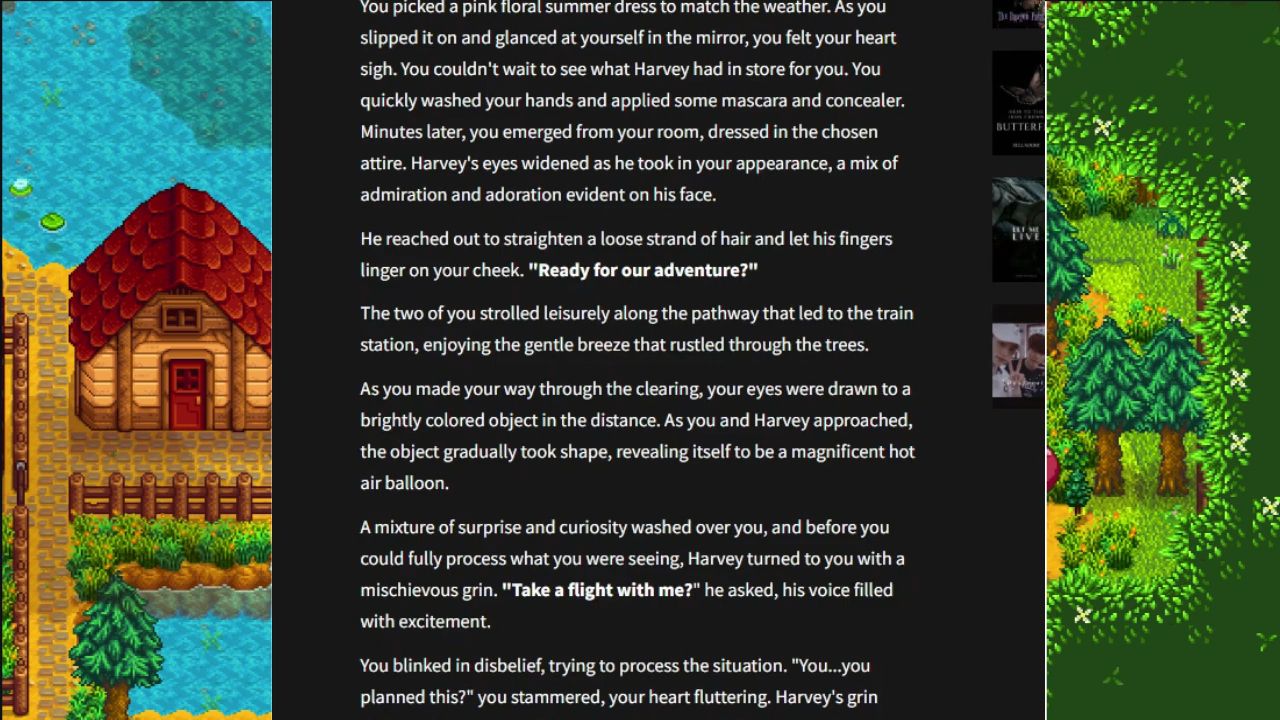 You picked a pink floral summer dress to match the weather. As you
slipped it on and glanced at yourself in the mirror, you felt your heart
sigh. You couldn't wait to see what Harvey had in store for you. You
quickly washed your hands and applied some mascara and concealer.
Minutes later, you emerged from your room, dressed in the chosen
attire. Harvey's eyes widened as he took in your appearance, a mix of
admiration and adoration evident on his face.
He reached out to straighten a loose strand of hair and let his fingers
linger on your cheek. "Ready for our adventure?"
The two of you strolled leisurely along the pathway that led to the train
station, enjoying the gentle breeze that rustled through the trees.
As you made your way through the clearing, your eyes were drawn to a
brightly colored object in the distance. As you and Harvey approached,
the object gradually took shape, revealing itself to be a magnificent hot
air balloon.
A mixture of surprise and curiosity washed over you, and before you
could fully process what you were seeing, Harvey turned to you with a
mischievous grin. "Take a flight with me?" he asked, his voice filled
with excitement.
You blinked in disbelief, trying to process the situation. "You...you
planned this?" you stammered, your heart fluttering. Harvey's grin
BUTTERF
LET ME
LIVE